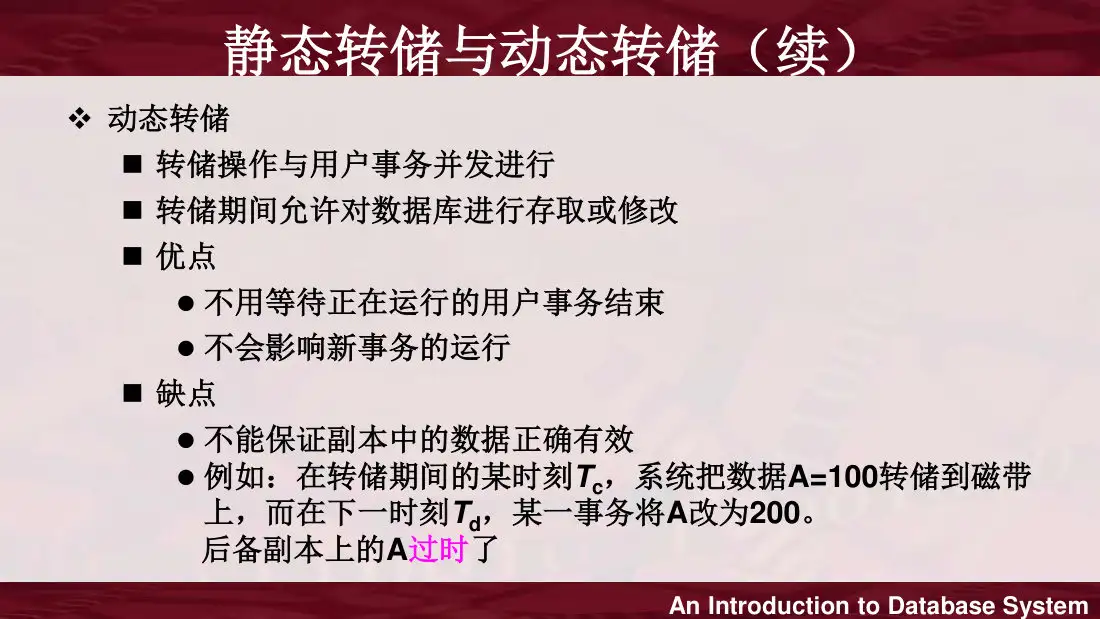 静态转储与动态转储（续）
❖ 动态转储
■ 转储操作与用户事务并发进行
■ 转储期间允许对数据库进行存取或修改
■ 优点
● 不用等待正在运行的用户事务结束
● 不会影响新事务的运行
■ 缺点
● 不能保证副本中的数据正确有效
● 例如：在转储期间的某时刻Tc，系统把数据A=100转储到磁带
上，而在下一时刻Td，某一事务将A改为200。
后备副本上的A过时了
An Introduction to Database System